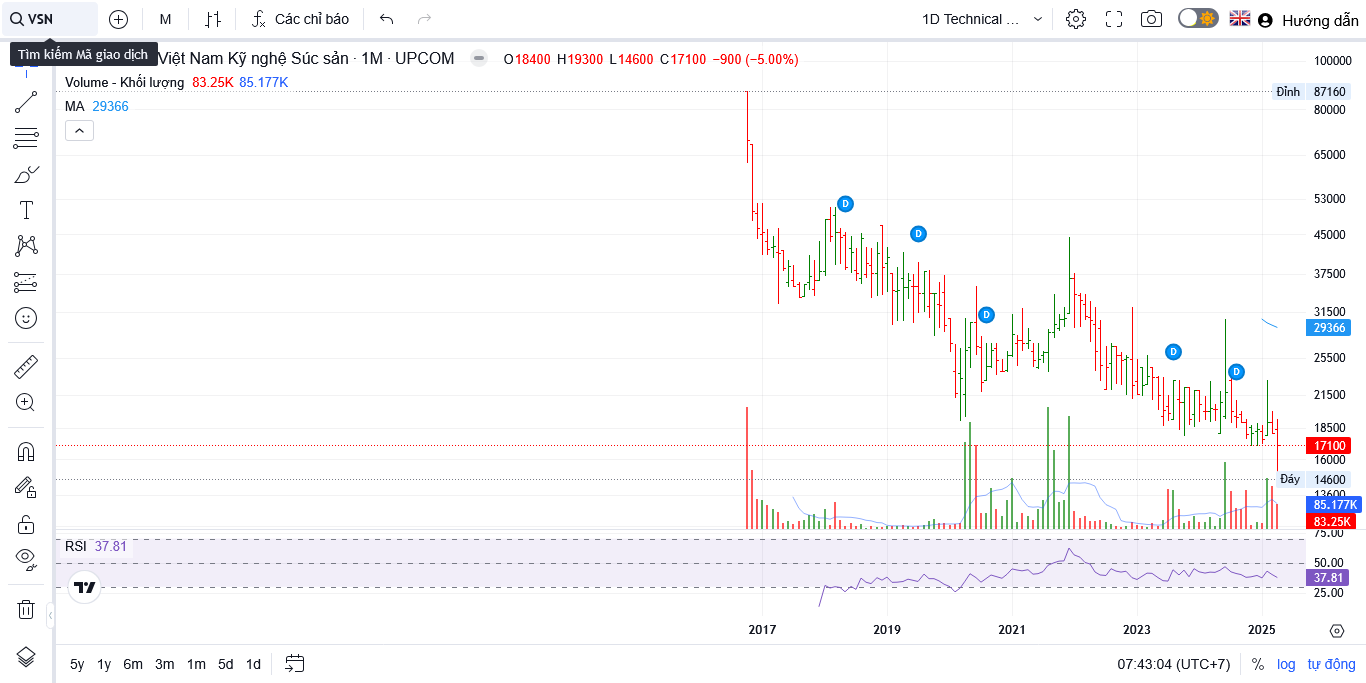 VSN
M
Các chỉ báo
1D Technical ...
Hướng dẫn
Tìm kiếm Mã giao dịch
Việt Nam Kỹ nghệ Súc sản · 1M · UPCOM
O18400 H19300 L14600 C17100 −900 (−5.00%)
Volume - Khối lượng 83.25K 85.177K
MA 29366
100000
Đỉnh 87160
80000
65000
53000
45000
37500
31500
29366
25500
21500
18500
17100
16000
Đáy 14600
13600
85.177K
83.25K
D
D
D
D
D
T
75.00
RSI 37.81
50.00
37.81
25.00
2017 2019 2021 2023 2025
5y 1y 6m 3m 1m 5d 1d
07:43:04 (UTC+7) % log tự động